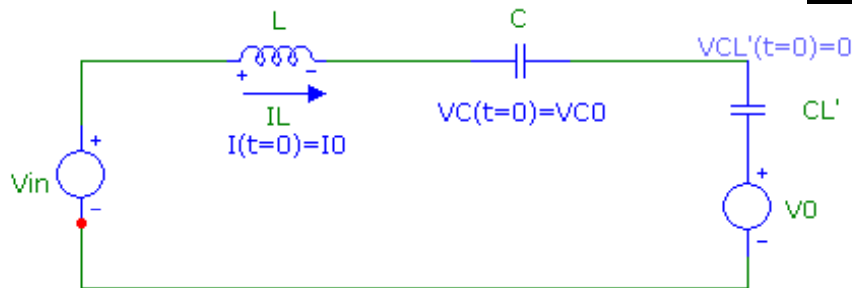 L
C
VCL'(t=0)=0
+ -
IL
I(t=0)=I0
VC(t=0)=VC0
CL'
+
Vin
-
+
V0
-